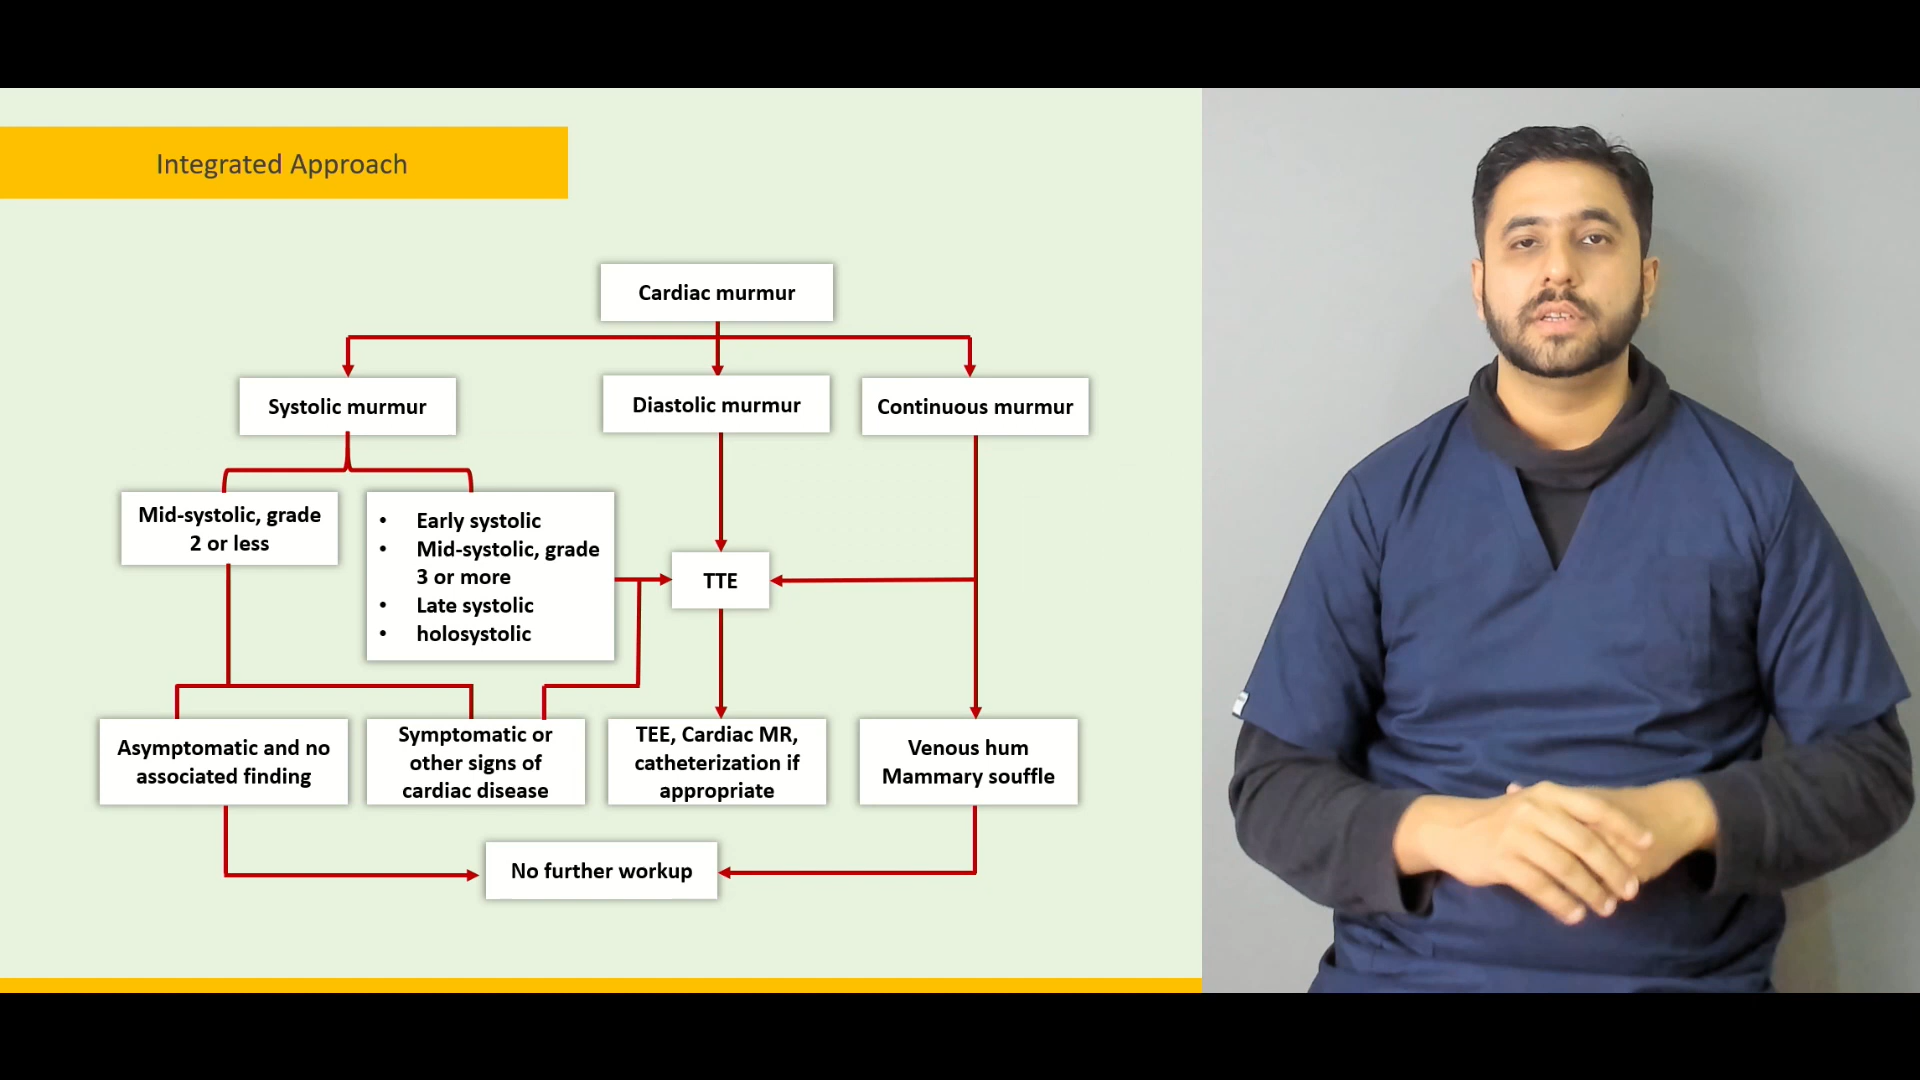 Integrated Approach
Cardiac murmur
Systolic murmur
Diastolic murmur
Continuous murmur
Mid-systolic, grade
2 or less
• Early systolic
• Mid-systolic, grade
3 or more
• Late systolic
• holosystolic
TTE
Asymptomatic and no
associated finding
Symptomatic or
other signs of
cardiac disease
TEE, Cardiac MR,
catheterization if
appropriate
Venous hum
Mammary souffle
No further workup